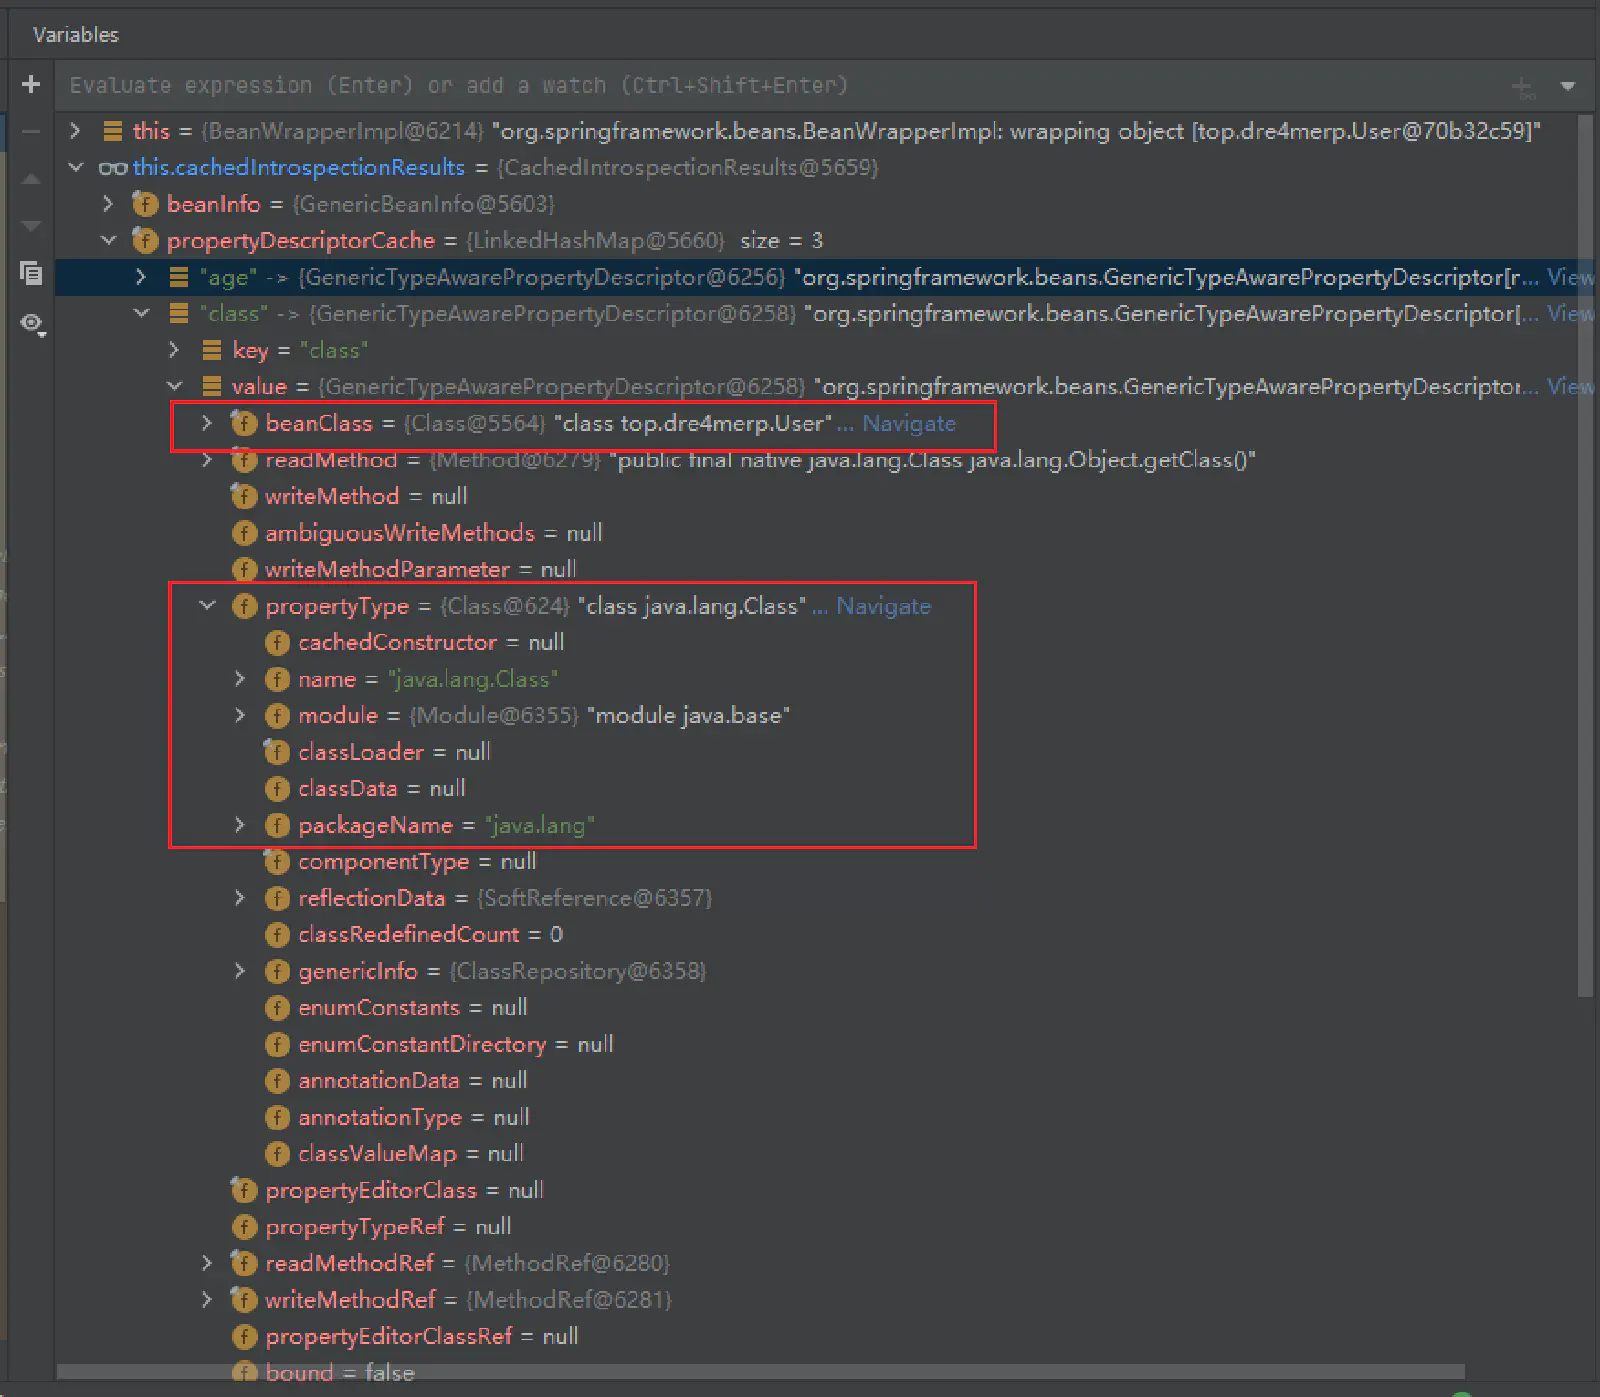 Variables
Evaluate expression (Enter) or add a watch (Ctrl+Shift+Enter)
this = {BeanWrapperImpl@6214} "org.springframework.beans.BeanWrapperImpl: wrapping object [top.dre4merp.User@70b32c59]"
this.cachedIntrospectionResults = {CachedIntrospectionResults@5659}
beanInfo = {GenericBeanInfo@5603}
propertyDescriptorCache = {LinkedHashMap@5660} size = 3
"age" -> {GenericTypeAwarePropertyDescriptor@6256} "org.springframework.beans.GenericTypeAwarePropertyDescriptor[r... View
"class" -> {GenericTypeAwarePropertyDescriptor@6258} "org.springframework.beans.GenericTypeAwarePropertyDescriptor[... View
key = "class"
value = {GenericTypeAwarePropertyDescriptor@6258} "org.springframework.beans.GenericTypeAwarePropertyDescriptor... View
beanClass = {Class@5564} "class top.dre4merp.User" ... Navigate
readMethod = {Method@6279} "public final native java.lang.Class java.lang.Object.getClass()"
writeMethod = null
ambiguousWriteMethods = null
writeMethodParameter = null
propertyType = {Class@624} "class java.lang.Class" ... Navigate
cachedConstructor = null
name = "java.lang.Class"
module = {Module@6355} "module java.base"
classLoader = null
classData = null
packageName = "java.lang"
componentType = null
reflectionData = {SoftReference@6357}
classRedefinedCount = 0
genericInfo = {ClassRepository@6358}
enumConstants = null
enumConstantDirectory = null
annotationData = null
annotationType = null
classValueMap = null
propertyEditorClass = null
propertyTypeRef = null
readMethodRef = {MethodRef@6280}
writeMethodRef = {MethodRef@6281}
propertyEditorClassRef = null
bound = false